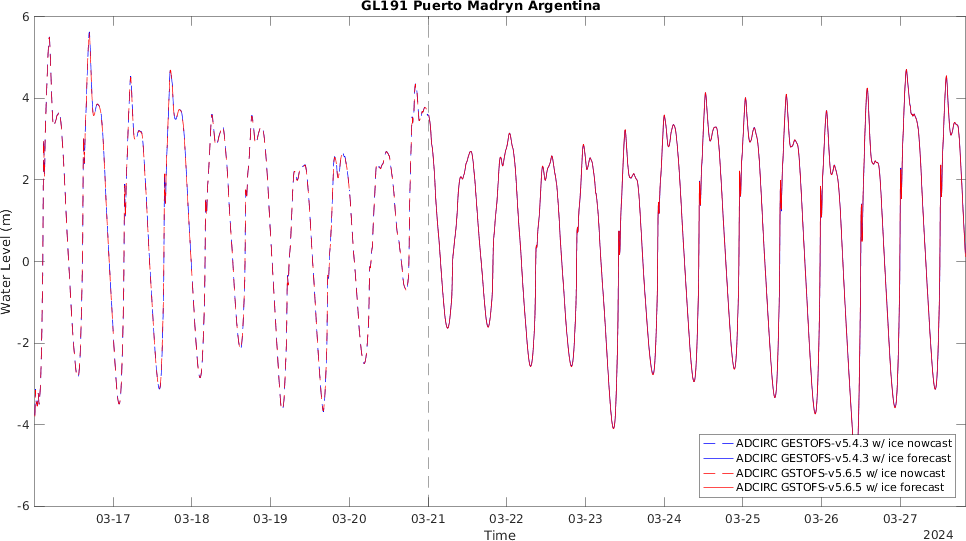 GL191 Puerto Madryn Argentina
6
4
2
0
-2
-4
-6
Water Level (m)
ADCIRC GESTOFS-v5.4.3 w/ ice nowcast
ADCIRC GESTOFS-v5.4.3 w/ ice forecast
ADCIRC GSTOFS-v5.6.5 w/ ice nowcast
ADCIRC GSTOFS-v5.6.5 w/ ice forecast
03-17 03-18 03-19 03-20 03-21 03-22 03-23 03-24 03-25 03-26 03-27
Time
2024